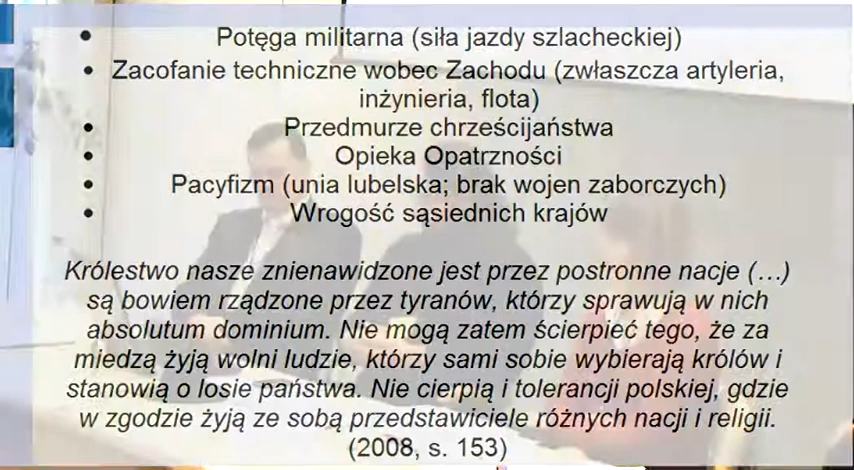 • Potęga militarna (siła jazdy szlacheckiej)
• Zacofanie techniczne wobec Zachodu (zwłaszcza artyleria,
inżynieria, flota)
• Przedmurze chrześcijaństwa
• Opieka Opatrzności
• Pacyfizm (unia lubelska; brak wojen zaborczych)
• Wrogość sąsiednich krajów
Królestwo nasze znienawidzone jest przez postronne nacje (…)
są bowiem rządzone przez tyranów, którzy sprawują w nich
absolutum dominium. Nie mogą zatem ścierpieć tego, że za
miedzą żyją wolni ludzie, którzy sami sobie wybierają królów i
stanowią o losie państwa. Nie cierpią i tolerancji polskiej, gdzie
w zgodzie żyją ze sobą przedstawiciele różnych nacji i religii.
(2008, s. 153)